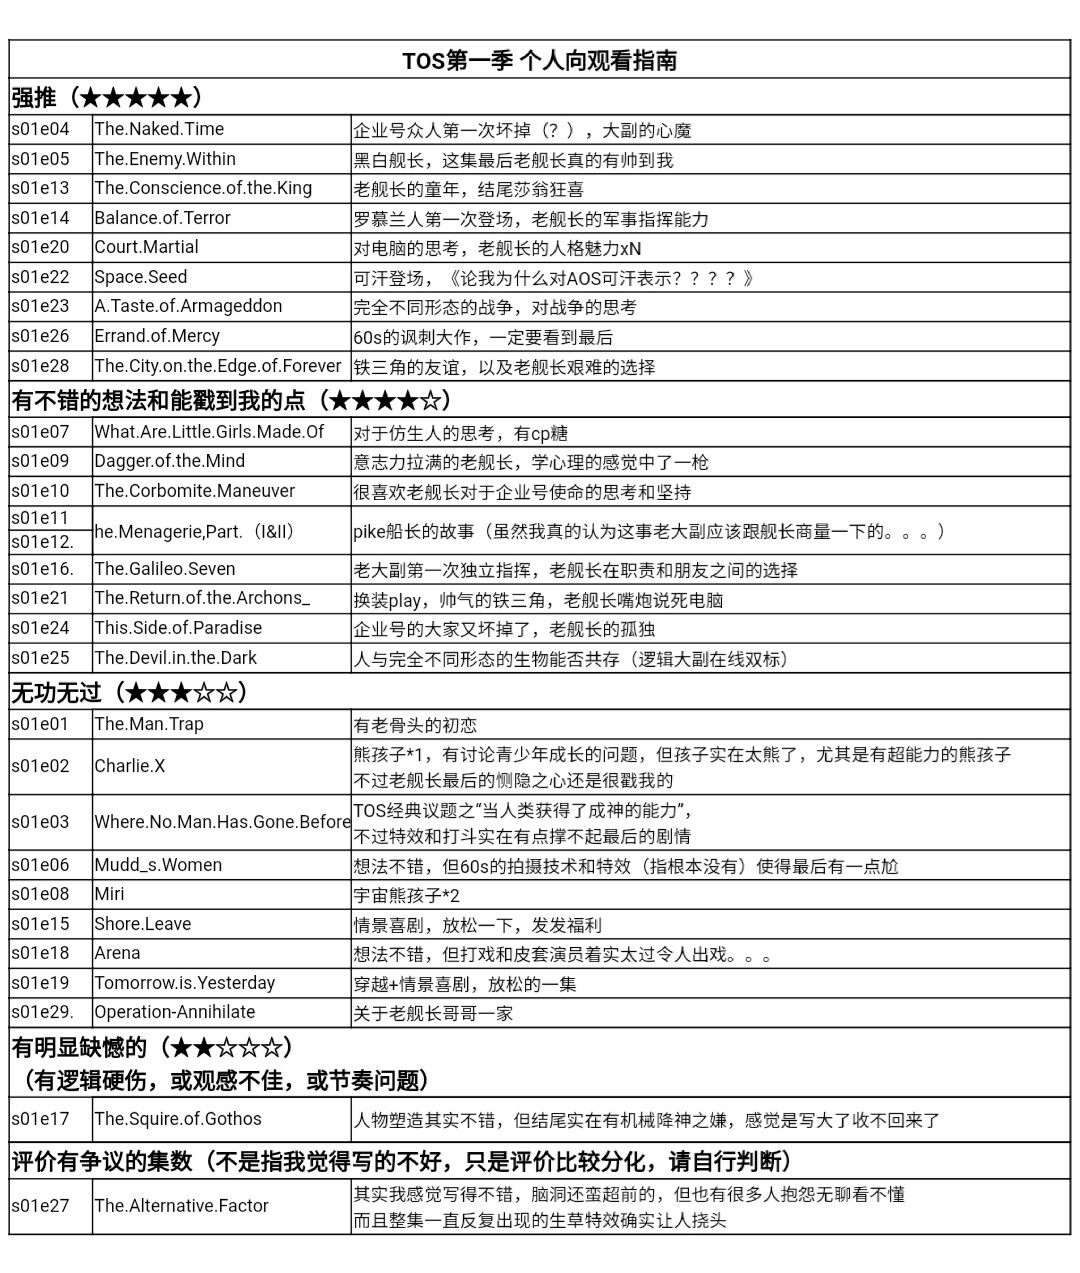 TOS第一季 个人向观看指南
强推（★★★★★）
s01e04 The.Naked.Time 企业号众人第一次坏掉（？），大副的心魔
s01e05 The.Enemy.Within 黑白舰长，这集最后老舰长真的有帅到我
s01e13 The.Conscience.of.the.King 老舰长的童年，结尾莎翁狂喜
s01e14 Balance.of.Terror 罗慕兰人第一次登场，老舰长的军事指挥能力
s01e20 Court.Martial 对电脑的思考，老舰长的人格魅力xN
s01e22 Space.Seed 可汗登场，《论我为什么对AOS可汗表示？？？？》
s01e23 A.Taste.of.Armageddon 完全不同形态的战争，对战争的思考
s01e26 Errand.of.Mercy 60s的讽刺大作，一定要看到最后
s01e28 The.City.on.the.Edge.of.Forever 铁三角的友谊，以及老舰长艰难的选择
有不错的想法和能戳到我的点（★★★★☆）
s01e07 What.Are.Little.Girls.Made.Of 对于仿生人的思考，有cp糖
s01e09 Dagger.of.the.Mind 意志力拉满的老舰长，学心理的感觉中了一枪
s01e10 The.Corbomite.Maneuver 很喜欢老舰长对于企业号使命的思考和坚持
s01e11
s01e12.
he.Menagerie,Part.（I&II） pike船长的故事（虽然我真的认为这事老大副应该跟舰长商量一下的。。。）
s01e16. The.Galileo.Seven 老大副第一次独立指挥，老舰长在职责和朋友之间的选择
s01e21 The.Return.of.the.Archons_ 换装play，帅气的铁三角，老舰长嘴炮说死电脑
s01e24 This.Side.of.Paradise 企业号的大家又坏掉了，老舰长的孤独
s01e25 The.Devil.in.the.Dark 人与完全不同形态的生物能否共存（逻辑大副在线双标）
无功无过（★★★☆☆）
s01e01 The.Man.Trap 有老骨头的初恋
s01e02 Charlie.X 熊孩子*1，有讨论青少年成长的问题，但孩子实在太熊了，尤其是有超能力的熊孩子
不过老舰长最后的恻隐之心还是很戳我的
s01e03 Where.No.Man.Has.Gone.Before TOS经典议题之“当人类获得了成神的能力”，
不过特效和打斗实在有点撑不起最后的剧情
s01e06 Mudd_s.Women 想法不错，但60s的拍摄技术和特效（指根本没有）使得最后有一点尬
s01e08 Miri 宇宙熊孩子*2
s01e15 Shore.Leave 情景喜剧，放松一下，发发福利
s01e18 Arena 想法不错，但打戏和皮套演员着实太过令人出戏。。。
s01e19 Tomorrow.is.Yesterday 穿越+情景喜剧，放松的一集
s01e29. Operation-Annihilate 关于老舰长哥哥一家
有明显缺憾的（★★☆☆☆）
（有逻辑硬伤，或观感不佳，或节奏问题）
s01e17 The.Squire.of.Gothos 人物塑造其实不错，但结尾实在有机械降神之嫌，感觉是写大了收不回来了
评价有争议的集数（不是指我觉得写的不好，只是评价比较分化，请自行判断）
s01e27 The.Alternative.Factor 其实我感觉写得不错，脑洞还蛮超前的，但也有很多人抱怨无聊看不懂
而且整集一直反复出现的生草特效确实让人挠头